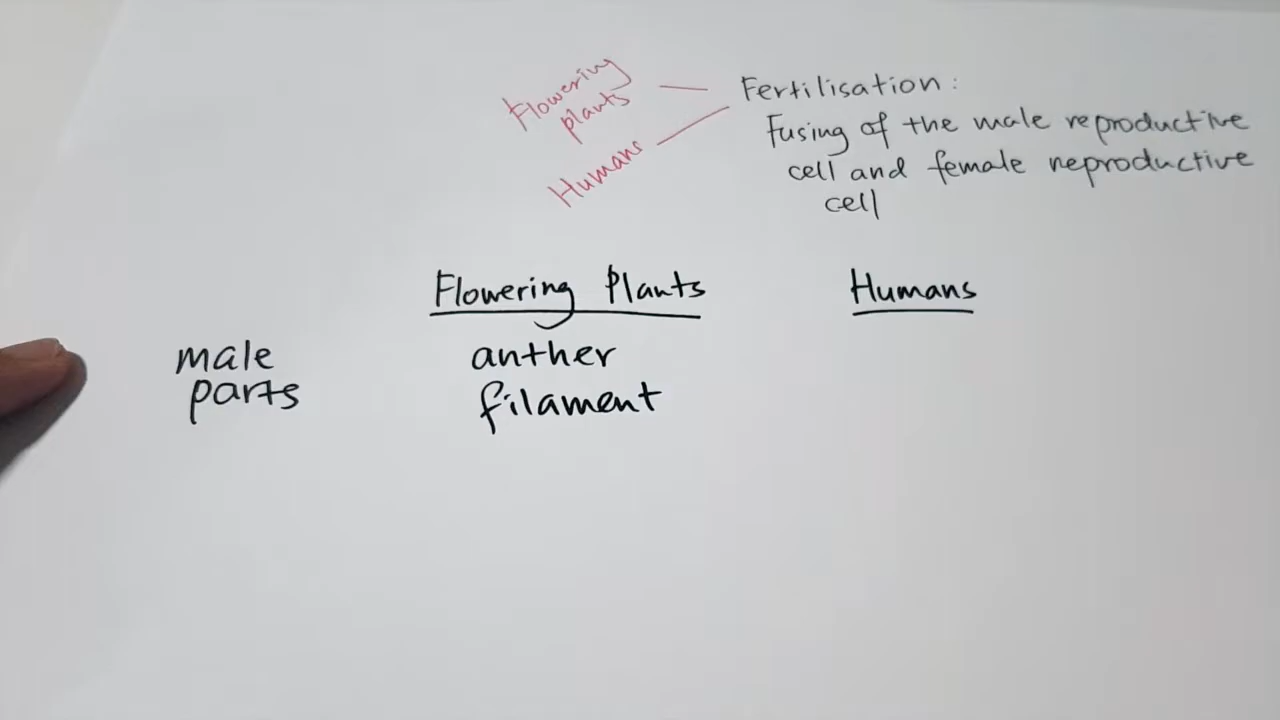 Flowering
plants
Humans
Fertilisation:
Fusing of the male reproductive
cell and female reproductive
cell
Flowering Plants
Humans
male
parts
anther
filament